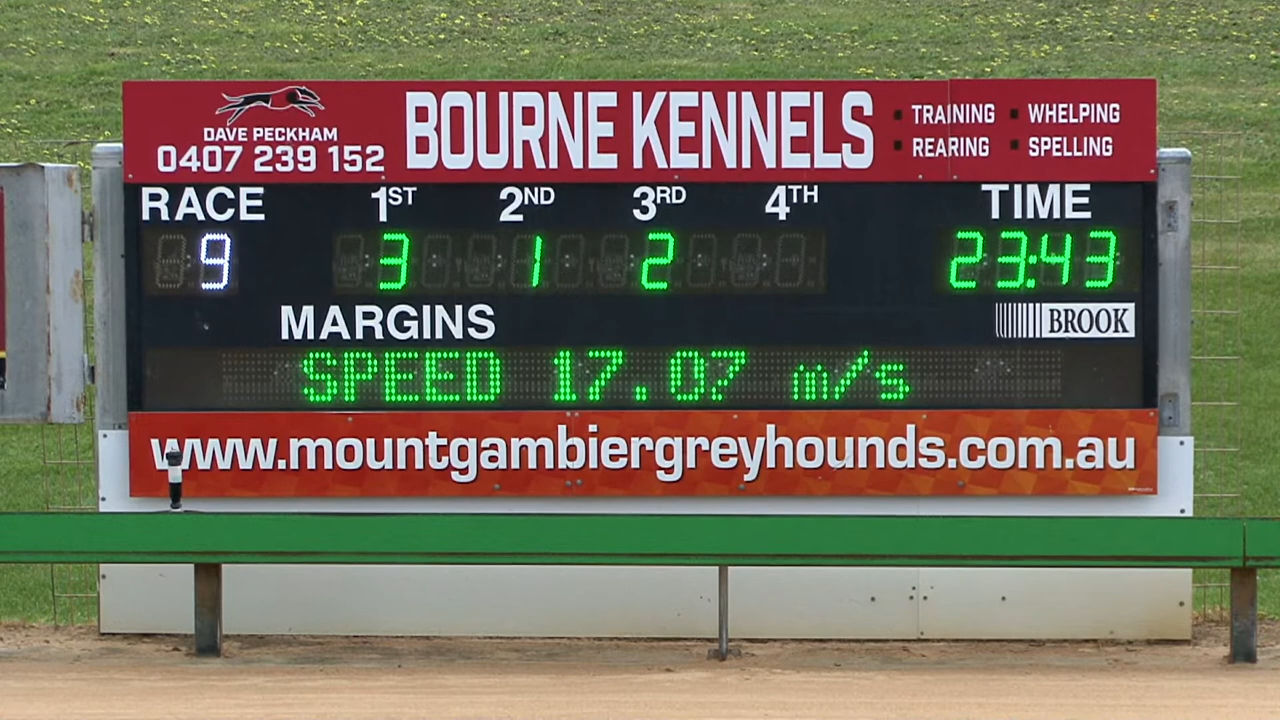 DAVE PECKHAM
0407 239 152
BOURNE KENNELS
TRAINING WHELPING
REARING SPELLING
RACE 1ST 2ND 3RD 4TH TIME
9 3 1 2 23:43
MARGINS
BROOK
SPEED 17.07 m/s
www.mountgambiergreyhounds.com.au